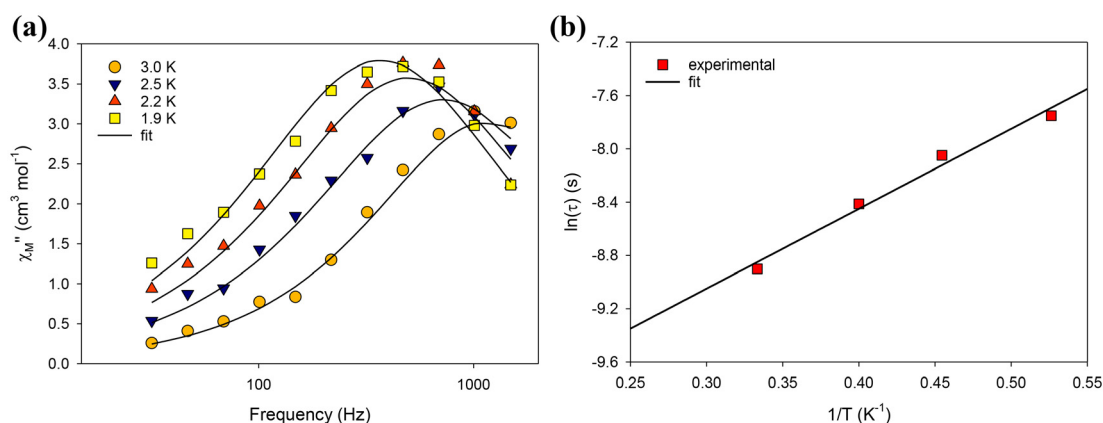 (a)
4.0
3.5
3.0
2.5
2.0
1.5
1.0
0.5
0.0
χM'' (cm³ mol⁻¹)
3.0 K
2.5 K
2.2 K
1.9 K
fit
100 1000
Frequency (Hz)
(b)
-7.2
-7.6
-8.0
-8.4
-8.8
-9.2
-9.6
ln(τ) (s)
experimental
fit
0.25 0.30 0.35 0.40 0.45 0.50 0.55
1/T (K⁻¹)